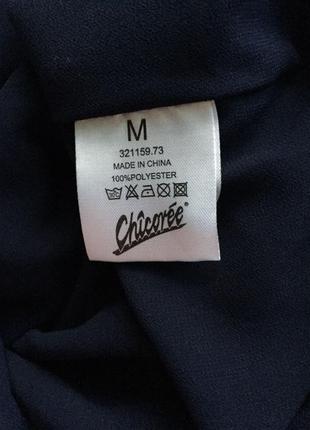 M
321159.73
MADE IN CHINA
100%POLYESTER
Chicorée